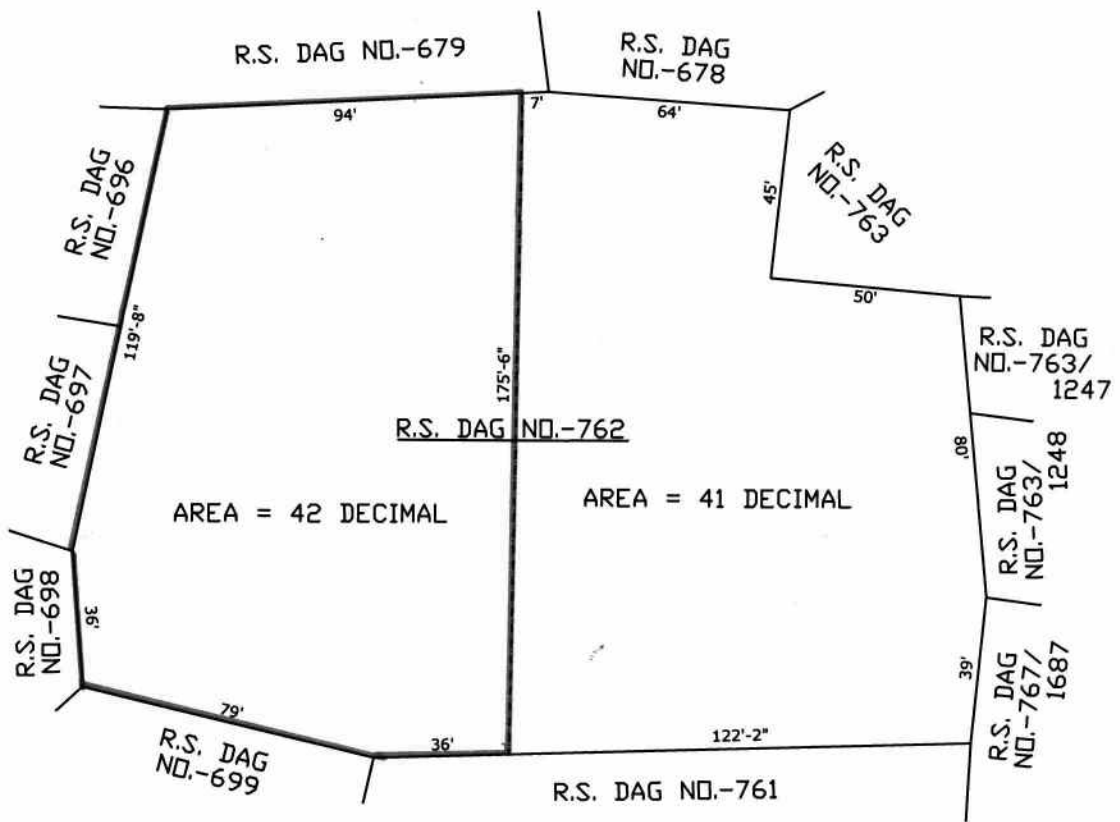 R.S. DAG NO.-679
R.S. DAG
NO.-678
94'
7'
64'
R.S. DAG
NO.-696
45'
R.S. DAG
NO.-763
50'
119'-8"
175'-6"
R.S. DAG
NO.-763/
1247
R.S. DAG
NO.-697
R.S. DAG NO.-762
80'
R.S. DAG
NO.-763/
1248
AREA = 42 DECIMAL
AREA = 41 DECIMAL
R.S. DAG
NO.-698
36'
39'
R.S. DAG
NO.-767/
1687
79'
36'
122'-2"
R.S. DAG
NO.-699
R.S. DAG NO.-761